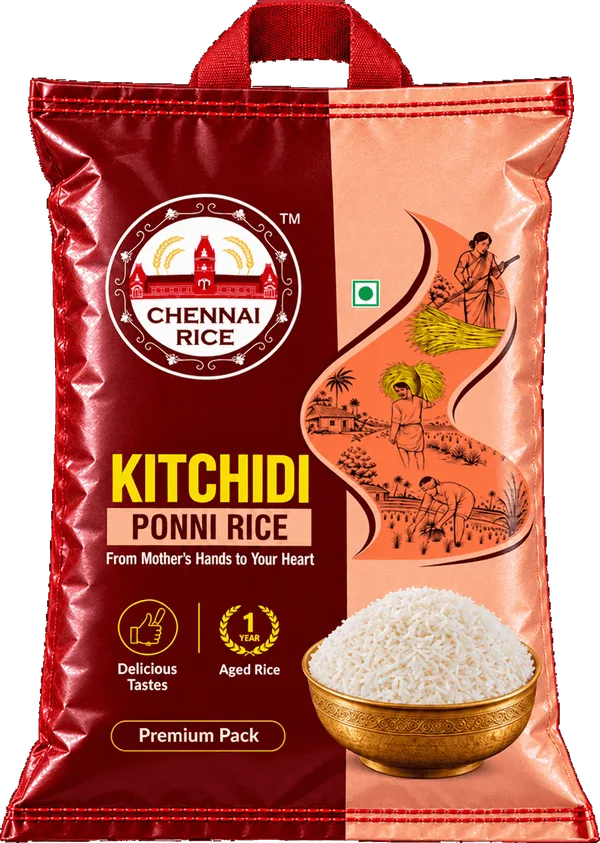 TM
CHENNAI
RICE
KITCHIDI
PONNI RICE
From Mother's Hands to Your Heart
1
YEAR
Delicious
Tastes
Aged Rice
Premium Pack